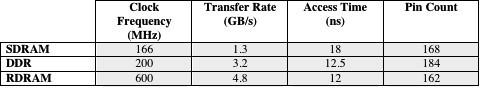 Clock Frequency (MHz) Transfer Rate (GB/s) Access Time (ns) Pin Count
SDRAM 166 1.3 18 168
DDR 200 3.2 12.5 184
RDRAM 600 4.8 12 162